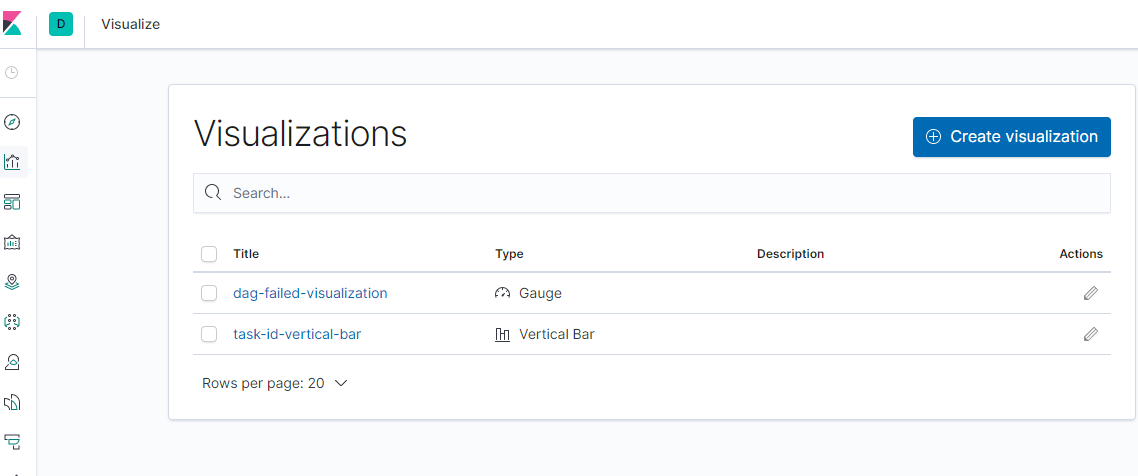 D Visualize
Visualizations
Create visualization
Search...
Title Type Description Actions
dag-failed-visualization Gauge
task-id-vertical-bar Vertical Bar
Rows per page: 20